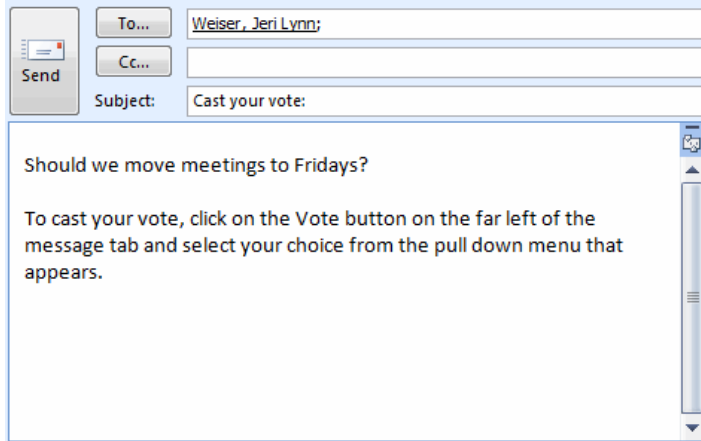 To...
Weiser, Jeri Lynn;
Send
Cc...
Subject:
Cast your vote:
Should we move meetings to Fridays?
To cast your vote, click on the Vote button on the far left of the
message tab and select your choice from the pull down menu that
appears.